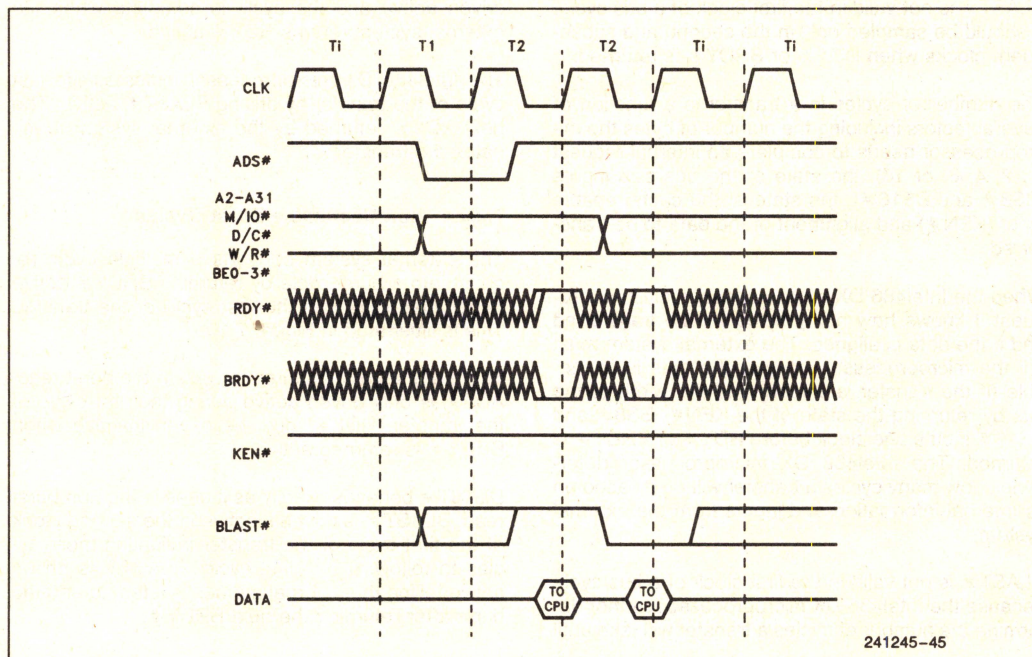 Ti T1 T2 T2 Ti Ti
CLK
ADS#
A2-A31
M/IO#
D/C#
W/R#
BE0-3#
RDY#
BRDY#
KEN#
BLAST#
DATA
TO
CPU
TO
CPU
241245-45